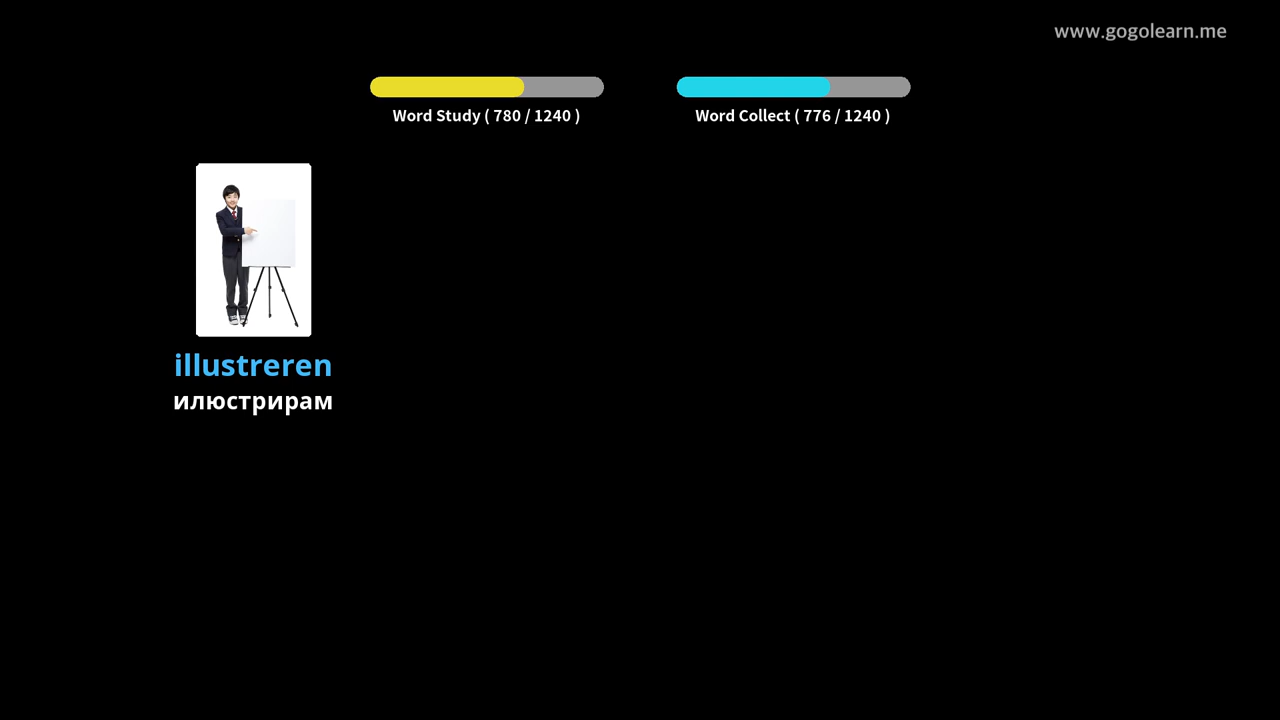 www.gogolearn.me
Word Study ( 780 / 1240 )
Word Collect ( 776 / 1240 )
illustreren
илюстрирам